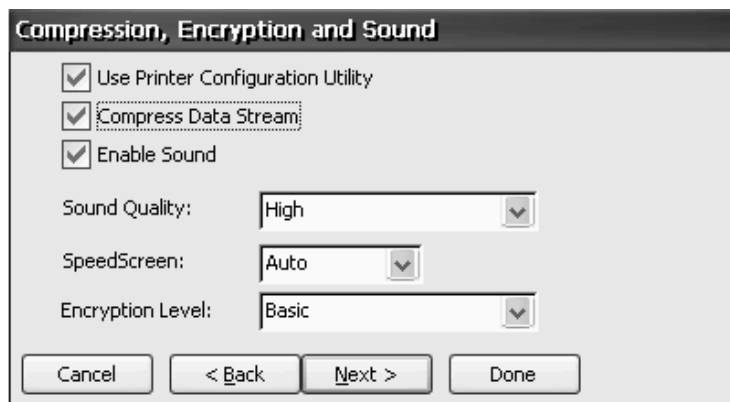 Compression, Encryption and Sound
Use Printer Configuration Utility
Compress Data Stream
Enable Sound
Sound Quality: High
SpeedScreen: Auto
Encryption Level: Basic
Cancel < Back Next > Done